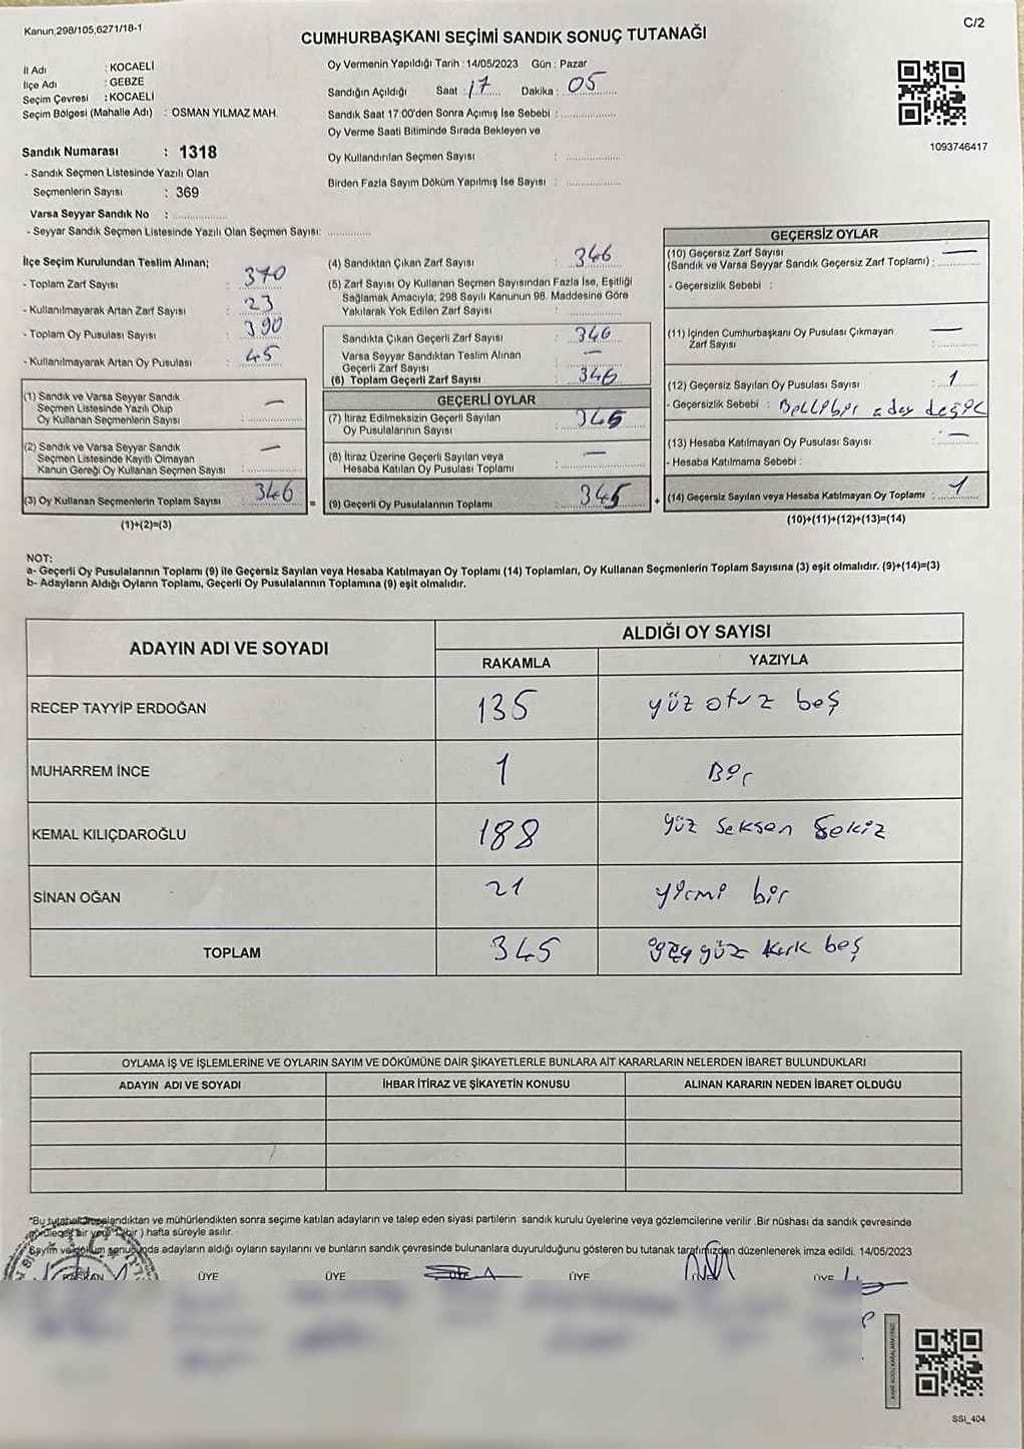 Kanun,298/105,6271/18-1
C/2
CUMHURBAŞKANI SEÇİMİ SANDIK SONUÇ TUTANAĞI
İl Adı : KOCAELİ
İlçe Adı : GEBZE
Seçim Çevresi : KOCAELİ
Seçim Bölgesi (Mahalle Adı) : OSMAN YILMAZ MAH.
Sandık Numarası : 1318
- Sandık Seçmen Listesinde Yazılı Olan
Seçmenlerin Sayısı : 369
Varsa Seyyar Sandık No :
- Seyyar Sandık Seçmen Listesinde Yazılı Olan Seçmen Sayısı:
Oy Vermenin Yapıldığı Tarih : 14/05/2023 Gün : Pazar
Sandığın Açıldığı Saat : 17 Dakika : 05
Sandık Saat 17:00'den Sonra Açımış İse Sebebi :
Oy Verme Saati Bitiminde Sırada Bekleyen ve
Oy Kullandırılan Seçmen Sayısı :
Birden Fazla Sayım Döküm Yapılmış İse Sayısı :
1093746417
İlçe Seçim Kurulundan Teslim Alınan;
- Toplam Zarf Sayısı : 370
- Kullanılmayarak Artan Zarf Sayısı : 23
- Toplam Oy Pusulası Sayısı : 390
- Kullanılmayarak Artan Oy Pusulası : 45
(1) Sandık ve Varsa Seyyar Sandık
Seçmen Listesinde Yazılı Olup
Oy Kullanan Seçmenlerin Sayısı : —
(2) Sandık ve Varsa Seyyar Sandık
Seçmen Listesinde Kayıtlı Olmayan
Kanun Gereği Oy Kullanan Seçmen Sayısı : —
(3) Oy Kullanan Seçmenlerin Toplam Sayısı : 346
(1)+(2)=(3)
(4) Sandıktan Çıkan Zarf Sayısı : 346
(5) Zarf Sayısı Oy Kullanan Seçmen Sayısından Fazla İse, Eşitliği
Sağlamak Amacıyla; 298 Sayılı Kanunun 98. Maddesine Göre
Yakılarak Yok Edilen Zarf Sayısı :
Sandıkta Çıkan Geçerli Zarf Sayısı : 346
Varsa Seyyar Sandıktan Teslim Alınan
Geçerli Zarf Sayısı : —
(6) Toplam Geçerli Zarf Sayısı : 346
GEÇERLİ OYLAR
(7) İtiraz Edilmeksizin Geçerli Sayılan
Oy Pusulalarının Sayısı : 345
(8) İtiraz Üzerine Geçerli Sayılan veya
Hesaba Katılan Oy Pusulası Toplamı : —
= (9) Geçerli Oy Pusulalarının Toplamı : 345 +
GEÇERSİZ OYLAR
(10) Geçersiz Zarf Sayısı
(Sandık ve Varsa Seyyar Sandık Geçersiz Zarf Toplamı) : —
- Geçersizlik Sebebi :
(11) İçinden Cumhurbaşkanı Oy Pusulası Çıkmayan
Zarf Sayısı : —
(12) Geçersiz Sayılan Oy Pusulası Sayısı : 1
- Geçersizlik Sebebi : Belli bir aday değil
(13) Hesaba Katılmayan Oy Pusulası Sayısı : —
- Hesaba Katılmama Sebebi :
(14) Geçersiz Sayılan veya Hesaba Katılmayan Oy Toplamı : 1
(10)+(11)+(12)+(13)=(14)
NOT:
a- Geçerli Oy Pusulalarının Toplamı (9) ile Geçersiz Sayılan veya Hesaba Katılmayan Oy Toplamı (14) Toplamları, Oy Kullanan Seçmenlerin Toplam Sayısına (3) eşit olmalıdır. (9)+(14)=(3)
b- Adayların Aldığı Oyların Toplamı, Geçerli Oy Pusulalarının Toplamına (9) eşit olmalıdır.
ADAYIN ADI VE SOYADI
ALDIĞI OY SAYISI
RAKAMLA YAZIYLA
RECEP TAYYİP ERDOĞAN 135 yüz otuz beş
MUHARREM İNCE 1 Bir
KEMAL KILIÇDAROĞLU 188 yüz seksen sekiz
SİNAN OĞAN 21 yirmi bir
TOPLAM 345 üçyüz kırk beş
OYLAMA İŞ VE İŞLEMLERİNE VE OYLARIN SAYIM VE DÖKÜMÜNE DAİR ŞİKAYETLERLE BUNLARA AİT KARARLARIN NELERDEN İBARET BULUNDUKLARI
ADAYIN ADI VE SOYADI İHBAR İTİRAZ VE ŞİKAYETİN KONUSU ALINAN KARARIN NEDEN İBARET OLDUĞU
"Bu tutanak onaylandıktan ve mühürlendikten sonra seçime katılan adayların ve talep eden siyasi partilerin sandık kurulu üyelerine veya gözlemcilerine verilir .Bir nüshası da sandık çevresinde
bir yere 1( bir ) hafta süreyle asılır.
Sayım ve döküm sonucunda adayların aldığı oyların sayılarını ve bunların sandık çevresinde bulunanlara duyurulduğunu gösteren bu tutanak tarafımızdan düzenlenerek imza edildi. 14/05/2023
BAŞKAN ÜYE ÜYE ÜYE ÜYE ÜYE ÜYE
SSI_404